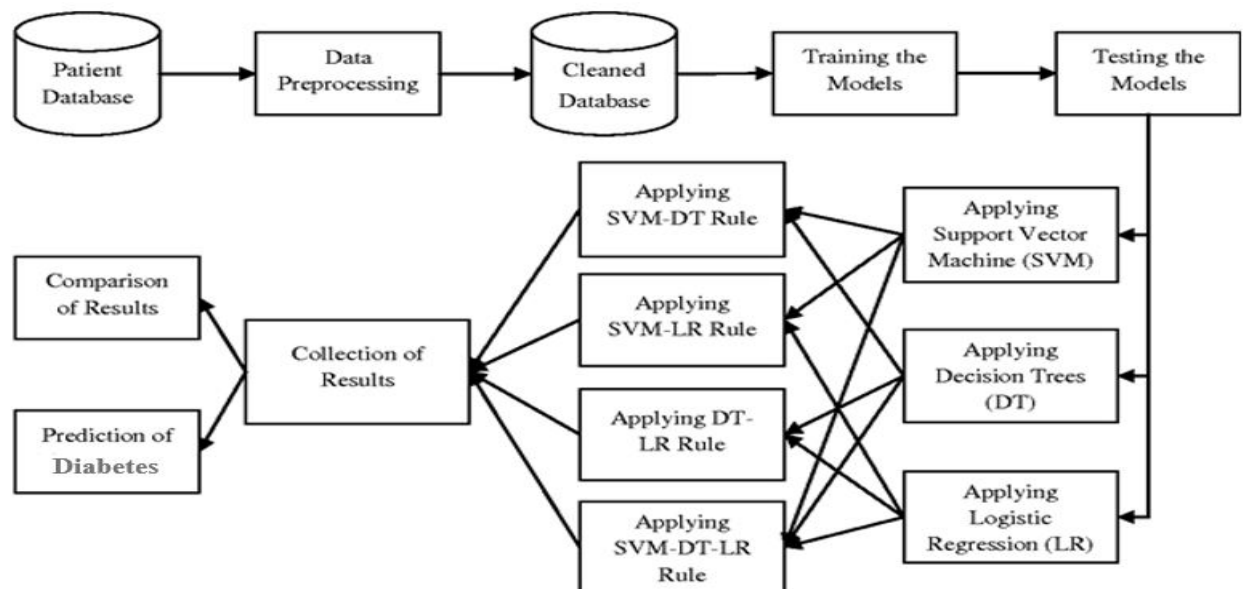 Patient
Database
Data
Preprocessing
Cleaned
Database
Training the
Models
Testing the
Models
Applying
Support Vector
Machine (SVM)
Applying
Decision Trees
(DT)
Applying
Logistic
Regression (LR)
Applying
SVM-DT Rule
Applying
SVM-LR Rule
Applying DT-
LR Rule
Applying
SVM-DT-LR
Rule
Collection of
Results
Comparison
of Results
Prediction of
Diabetes